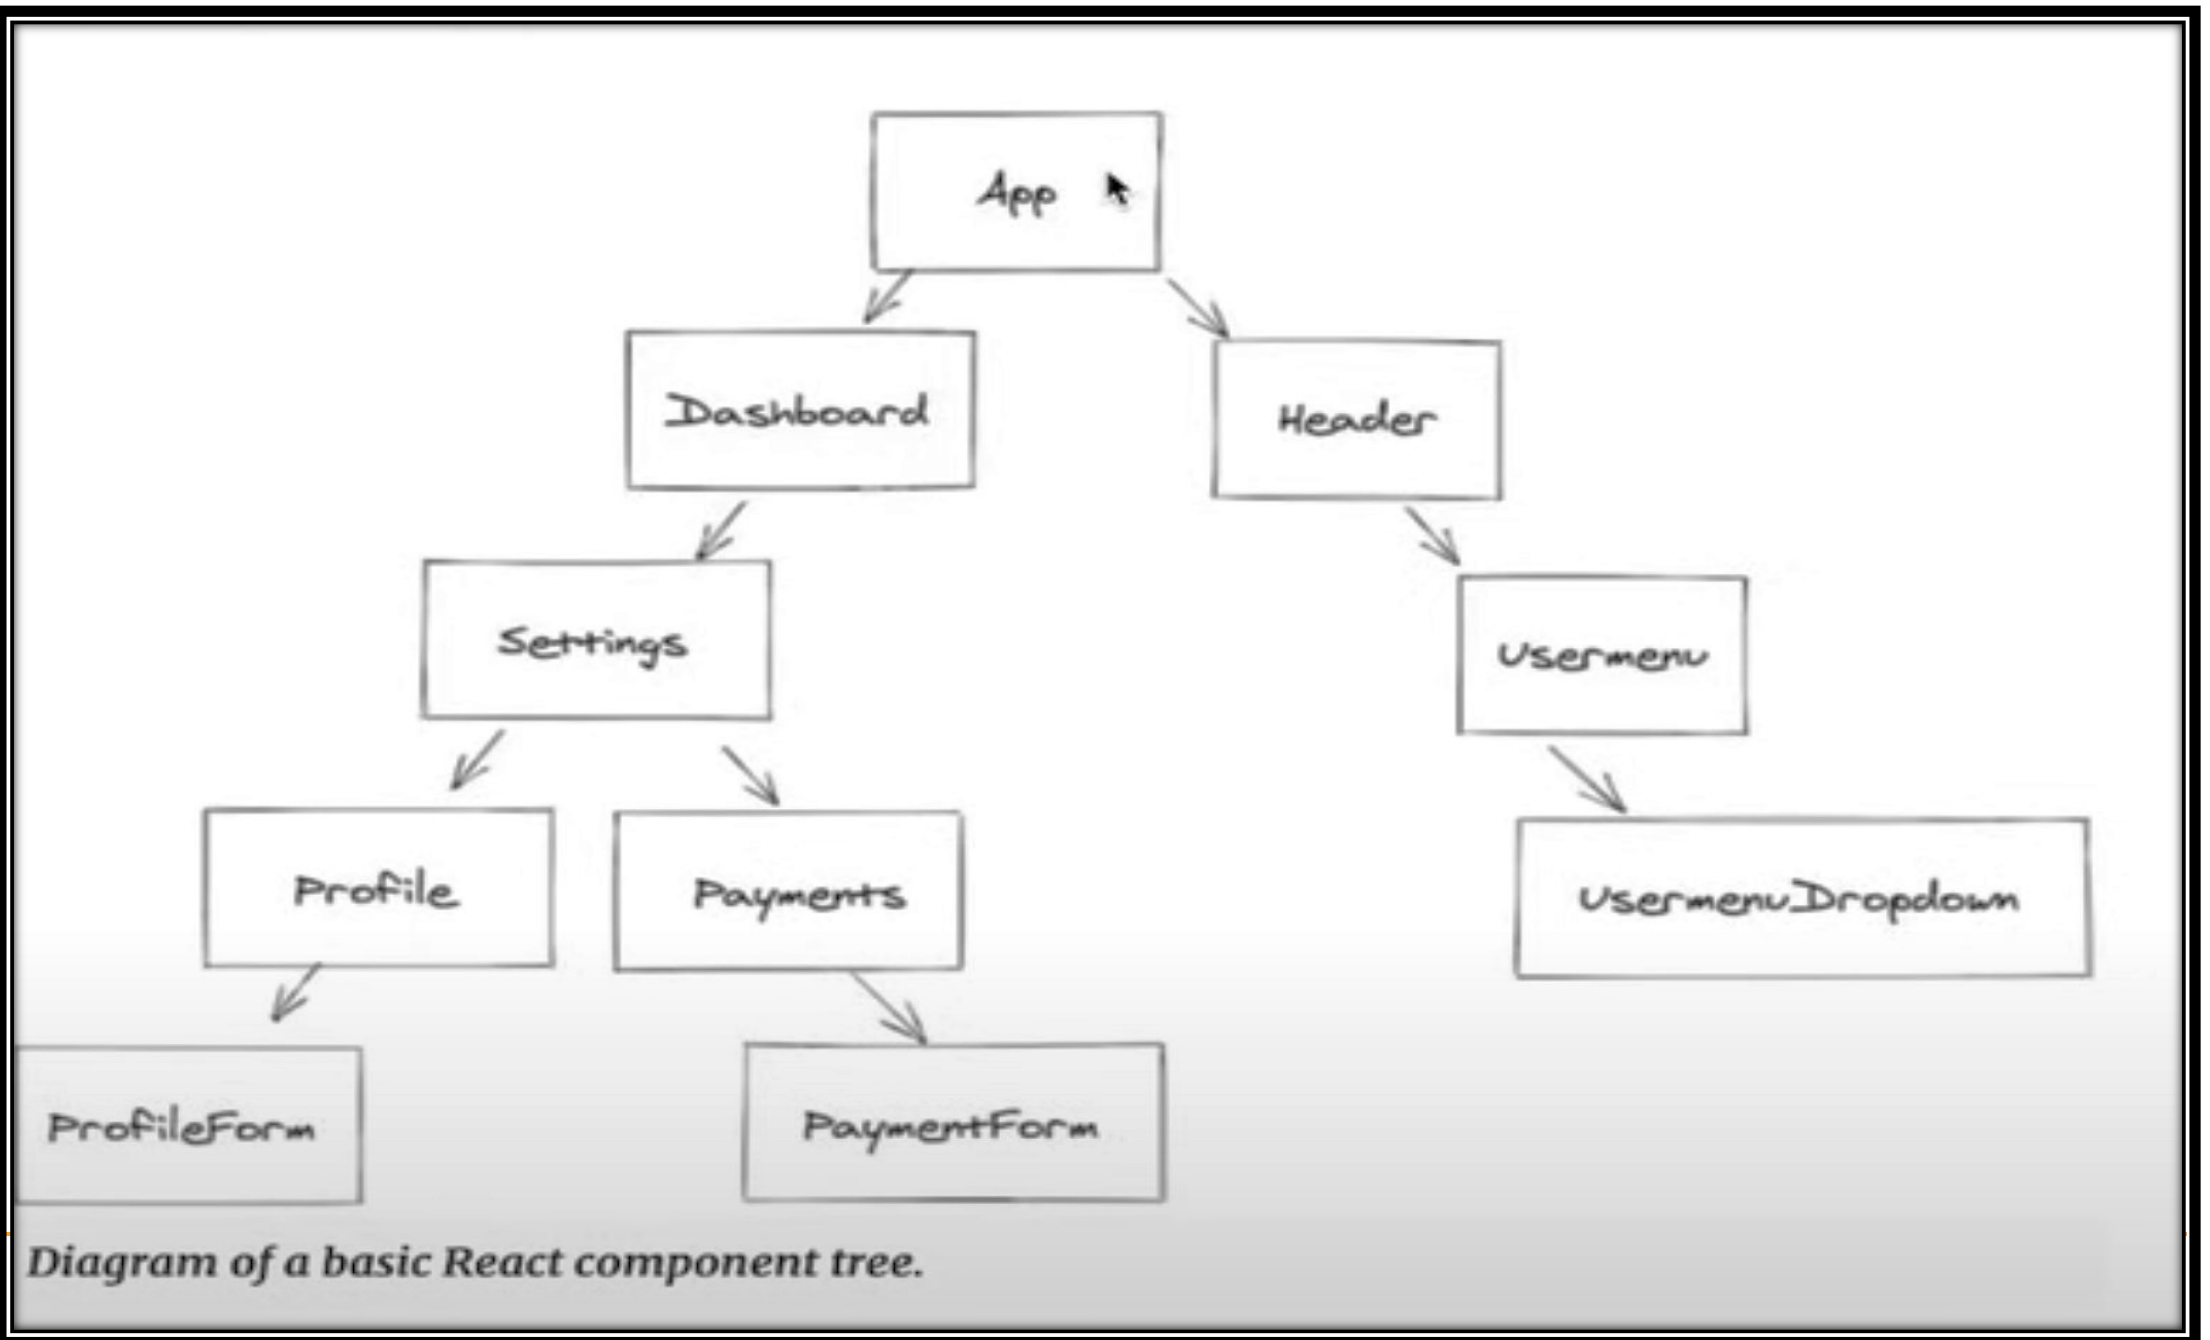 App
Dashboard
Header
Settings
Usermenu
Profile
Payments
UsermenuDropdown
ProfileForm
PaymentForm
Diagram of a basic React component tree.